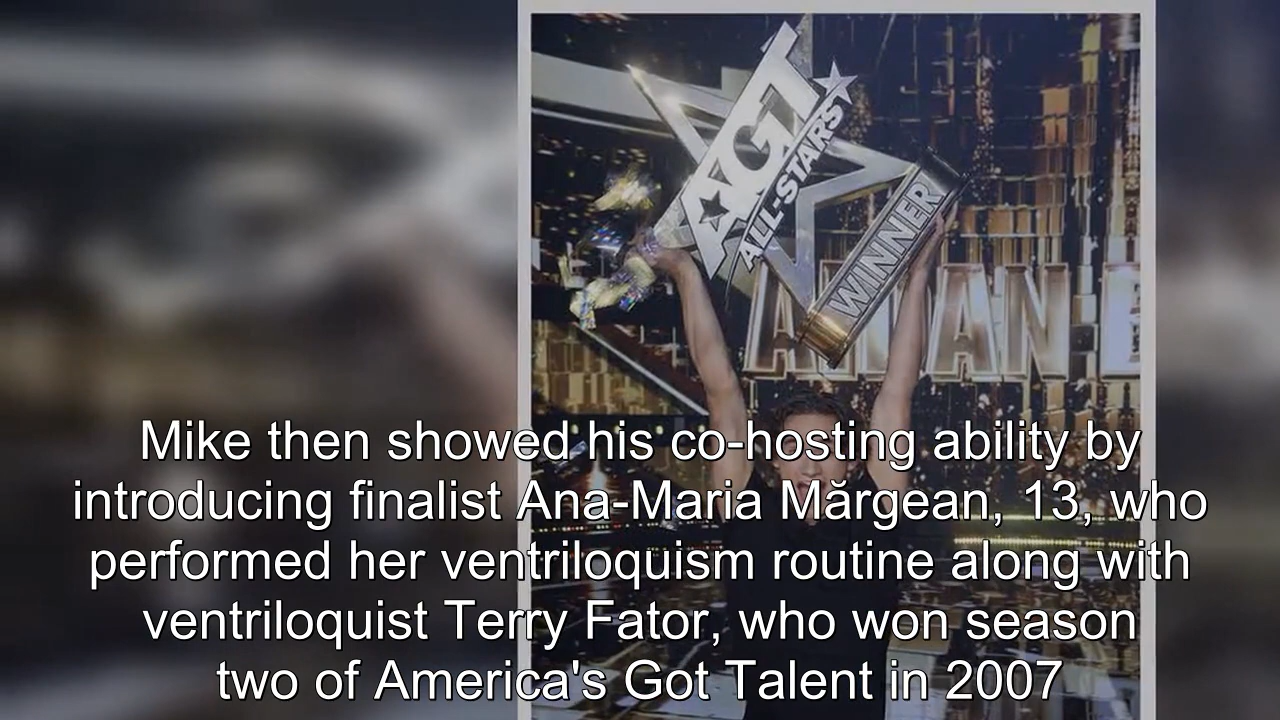 AGT
ALL-STARS
WINNER
AIDAN
Mike then showed his co-hosting ability by
introducing finalist Ana-Maria Mărgean, 13, who
performed her ventriloquism routine along with
ventriloquist Terry Fator, who won season
two of America's Got Talent in 2007